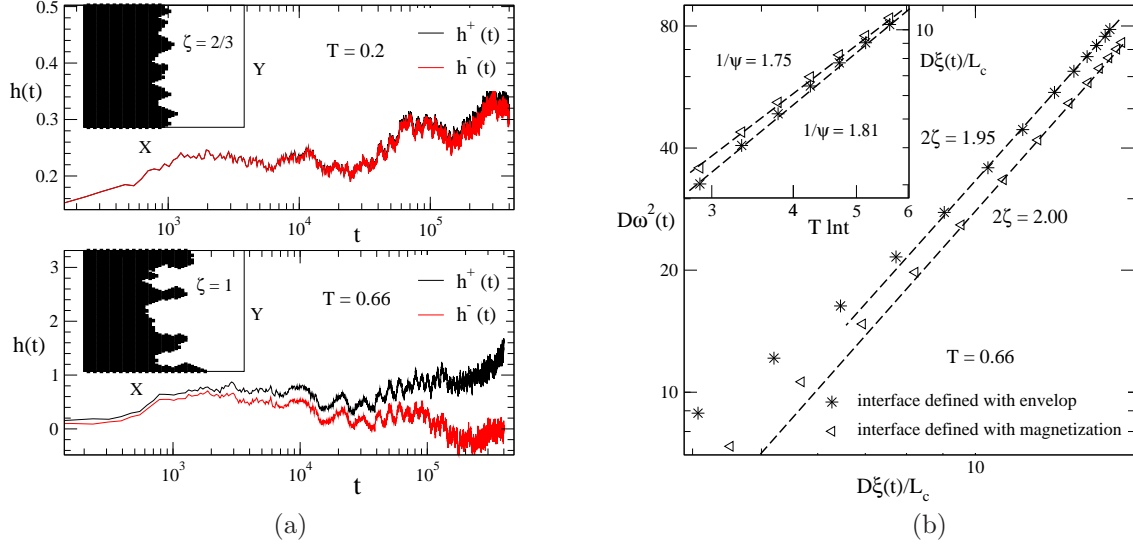 0.5
0.4
h(t)
0.3
0.2
ζ = 2/3
Y
X
T = 0.2
h⁺ (t)
h⁻ (t)
10³
10⁴
10⁵
t
3
2
h(t)
1
0
ζ = 1
Y
X
T = 0.66
h⁺ (t)
h⁻ (t)
10³
10⁴
10⁵
t
(a)
80
40
Dω²(t)
20
10
1/ψ = 1.75
1/ψ = 1.81
10
Dξ(t)/L_c
3
4
5
6
T lnt
2ζ = 1.95
2ζ = 2.00
T = 0.66
interface defined with envelop
interface defined with magnetization
10
Dξ(t)/L_c
(b)